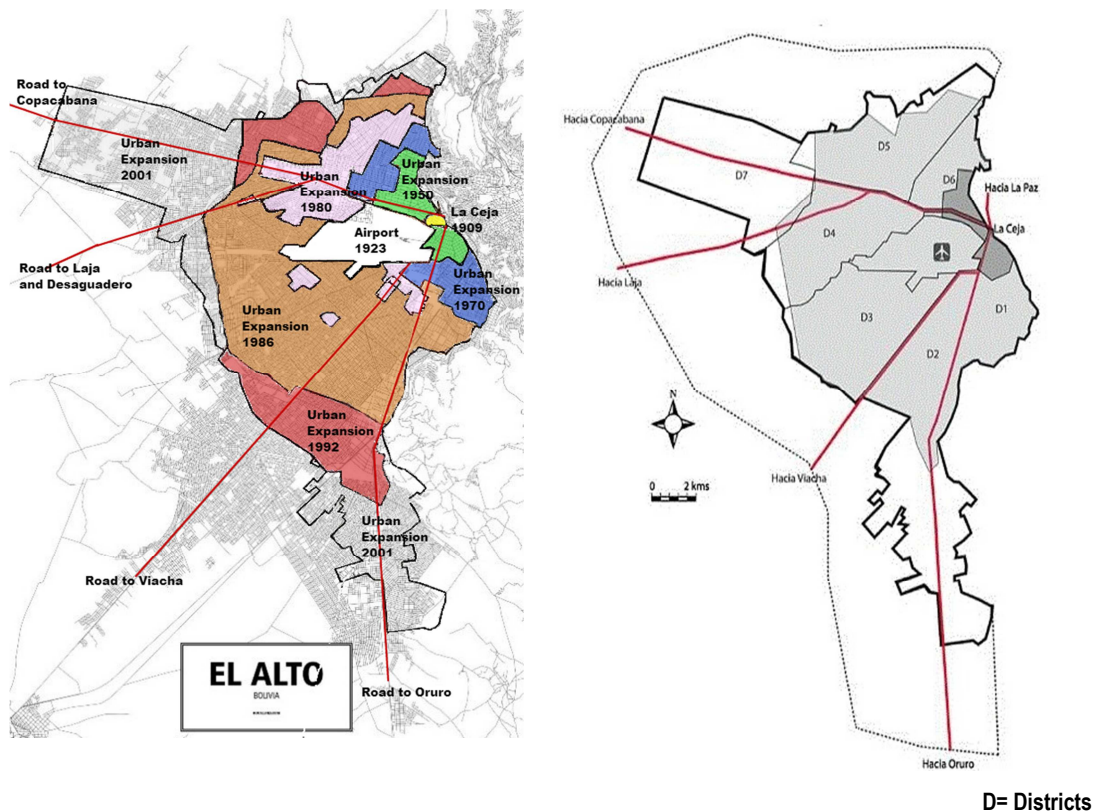 Road to
Copacabana
Urban
Expansion
2001
Urban
Expansion
1950
Urban
Expansion
1980
La Ceja
1909
Airport
1923
Road to Laja
and Desaguadero
Urban
Expansion
1970
Urban
Expansion
1986
Urban
Expansion
1992
Urban
Expansion
2001
Road to Viacha
Road to Oruro
EL ALTO
BOLIVIA
Hacia Copacabana
D7
D5
D6
Hacia La Paz
La Ceja
D4
Hacia Laja
D3
D1
D2
N
0 2 kms
Hacia Viacha
Hacia Oruro
D= Districts